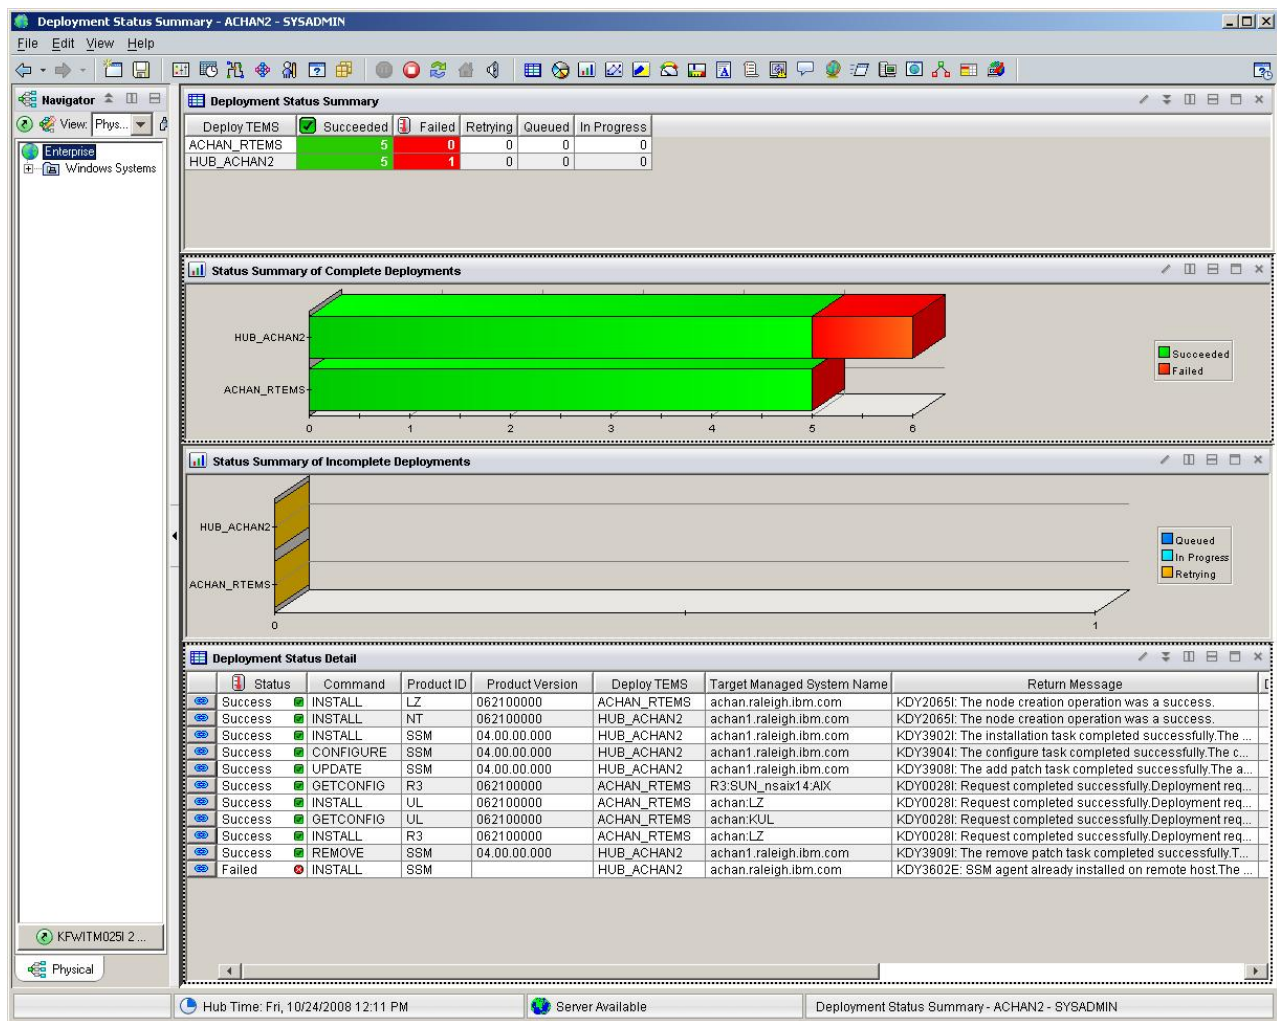 Deployment Status Summary - ACHAN2 - SYSADMIN
File Edit View Help
Navigator
View: Phys...
Enterprise
Windows Systems
KFWITM025I 2 ...
Physical
Deployment Status Summary
Deploy TEMS Succeeded Failed Retrying Queued In Progress
ACHAN_RTEMS 5 0 0 0 0
HUB_ACHAN2 5 1 0 0 0
Status Summary of Complete Deployments
HUB_ACHAN2
ACHAN_RTEMS
0 1 2 3 4 5 6
Succeeded
Failed
Status Summary of Incomplete Deployments
HUB_ACHAN2
ACHAN_RTEMS
0 1
Queued
In Progress
Retrying
Deployment Status Detail
Status Command Product ID Product Version Deploy TEMS Target Managed System Name Return Message
Success INSTALL LZ 062100000 ACHAN_RTEMS achan.raleigh.ibm.com KDY2065I: The node creation operation was a success.
Success INSTALL NT 062100000 HUB_ACHAN2 achan1.raleigh.ibm.com KDY2065I: The node creation operation was a success.
Success INSTALL SSM 04.00.00.000 HUB_ACHAN2 achan1.raleigh.ibm.com KDY3902I: The installation task completed successfully.The ...
Success CONFIGURE SSM 04.00.00.000 HUB_ACHAN2 achan1.raleigh.ibm.com KDY3904I: The configure task completed successfully.The c...
Success UPDATE SSM 04.00.00.000 HUB_ACHAN2 achan1.raleigh.ibm.com KDY3908I: The add patch task completed successfully.The a...
Success GETCONFIG R3 062100000 ACHAN_RTEMS R3:SUN_nsaix14:AIX KDY0028I: Request completed successfully.Deployment req...
Success INSTALL UL 062100000 ACHAN_RTEMS achan:LZ KDY0028I: Request completed successfully.Deployment req...
Success GETCONFIG UL 062100000 ACHAN_RTEMS achan:KUL KDY0028I: Request completed successfully.Deployment req...
Success INSTALL R3 062100000 ACHAN_RTEMS achan:LZ KDY0028I: Request completed successfully.Deployment req...
Success REMOVE SSM 04.00.00.000 HUB_ACHAN2 achan1.raleigh.ibm.com KDY3909I: The remove patch task completed successfully.T...
Failed INSTALL SSM HUB_ACHAN2 achan.raleigh.ibm.com KDY3602E: SSM agent already installed on remote host.The ...
Hub Time: Fri, 10/24/2008 12:11 PM
Server Available
Deployment Status Summary - ACHAN2 - SYSADMIN